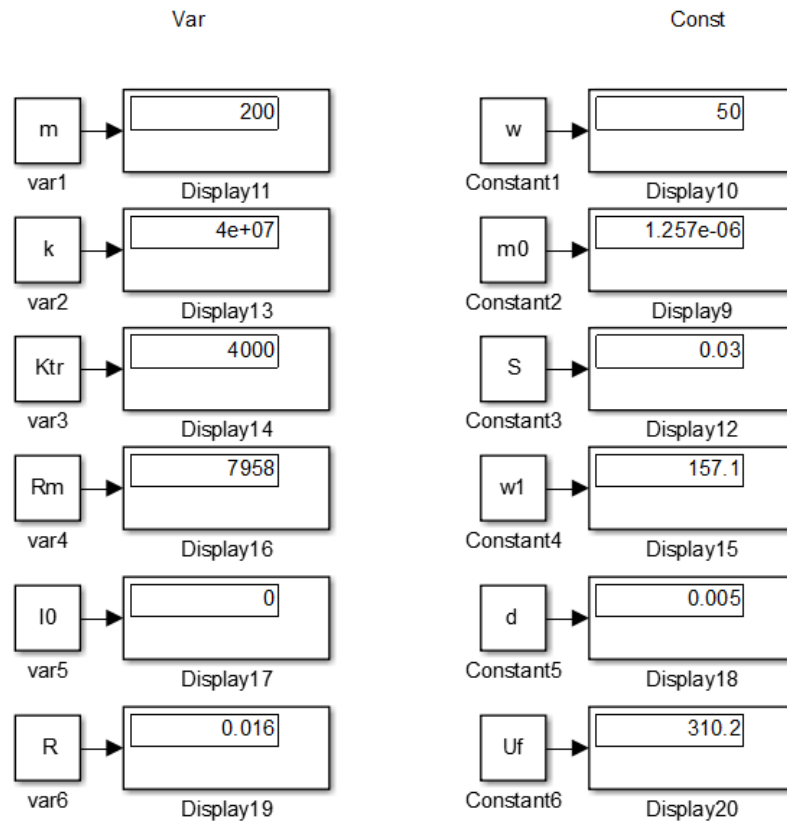 Var
m
200
var1
Display11
k
4e+07
var2
Display13
Ktr
4000
var3
Display14
Rm
7958
var4
Display16
I0
0
var5
Display17
R
0.016
var6
Display19
Const
w
50
Constant1
Display10
m0
1.257e-06
Constant2
Display9
S
0.03
Constant3
Display12
w1
157.1
Constant4
Display15
d
0.005
Constant5
Display18
Uf
310.2
Constant6
Display20